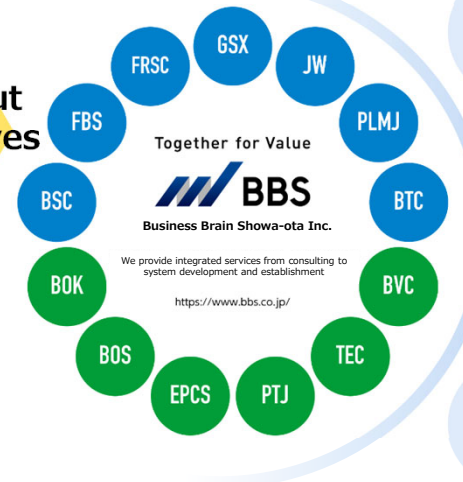 GSX
FRSC
JW
ut
FBS
PLMJ
ves
Together for Value
BBS
BSC
BTC
Business Brain Showa-ota Inc.
We provide integrated services from consulting to
system development and establishment
BOK
BVC
https://www.bbs.co.jp/
BOS
TEC
EPCS
PTJ